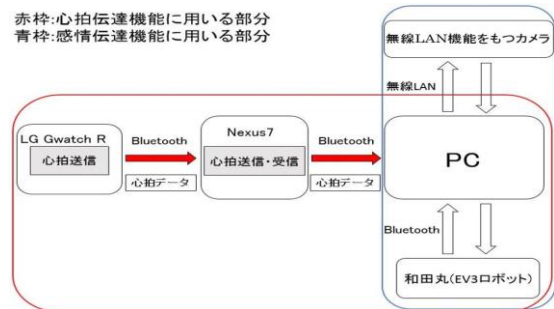 赤枠:心拍伝達機能に用いる部分
青枠:感情伝達機能に用いる部分
無線LAN機能をもつカメラ
無線LAN
LG Gwatch R
心拍送信
Bluetooth
心拍データ
Nexus7
心拍送信・受信
Bluetooth
心拍データ
PC
Bluetooth
和田丸(EV3ロボット)